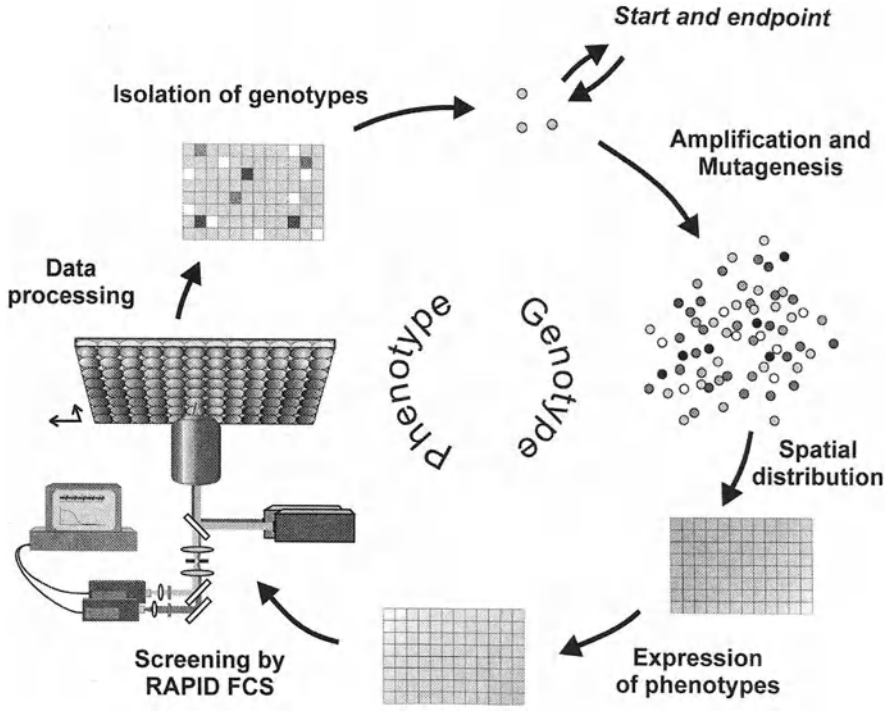 Start and endpoint
Isolation of genotypes
Amplification and
Mutagenesis
Data
processing
Phenotype
Genotype
Spatial
distribution
Screening by
RAPID FCS
Expression
of phenotypes